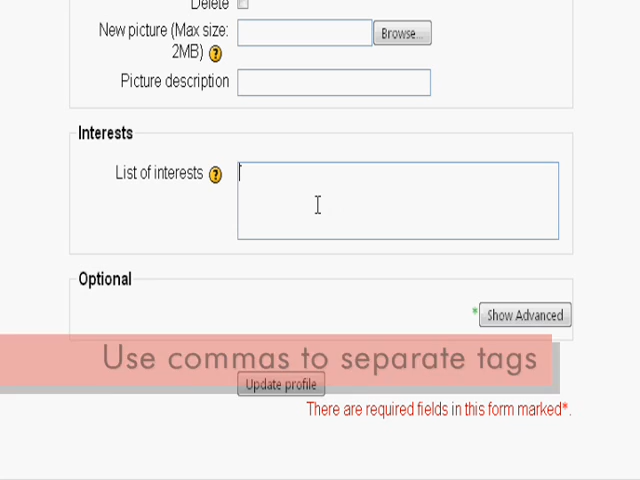 Delete
New picture (Max size: 2MB) ? Browse...
Picture description
Interests
List of interests ?
Optional
* Show Advanced
Use commas to separate tags
Update profile
There are required fields in this form marked*.